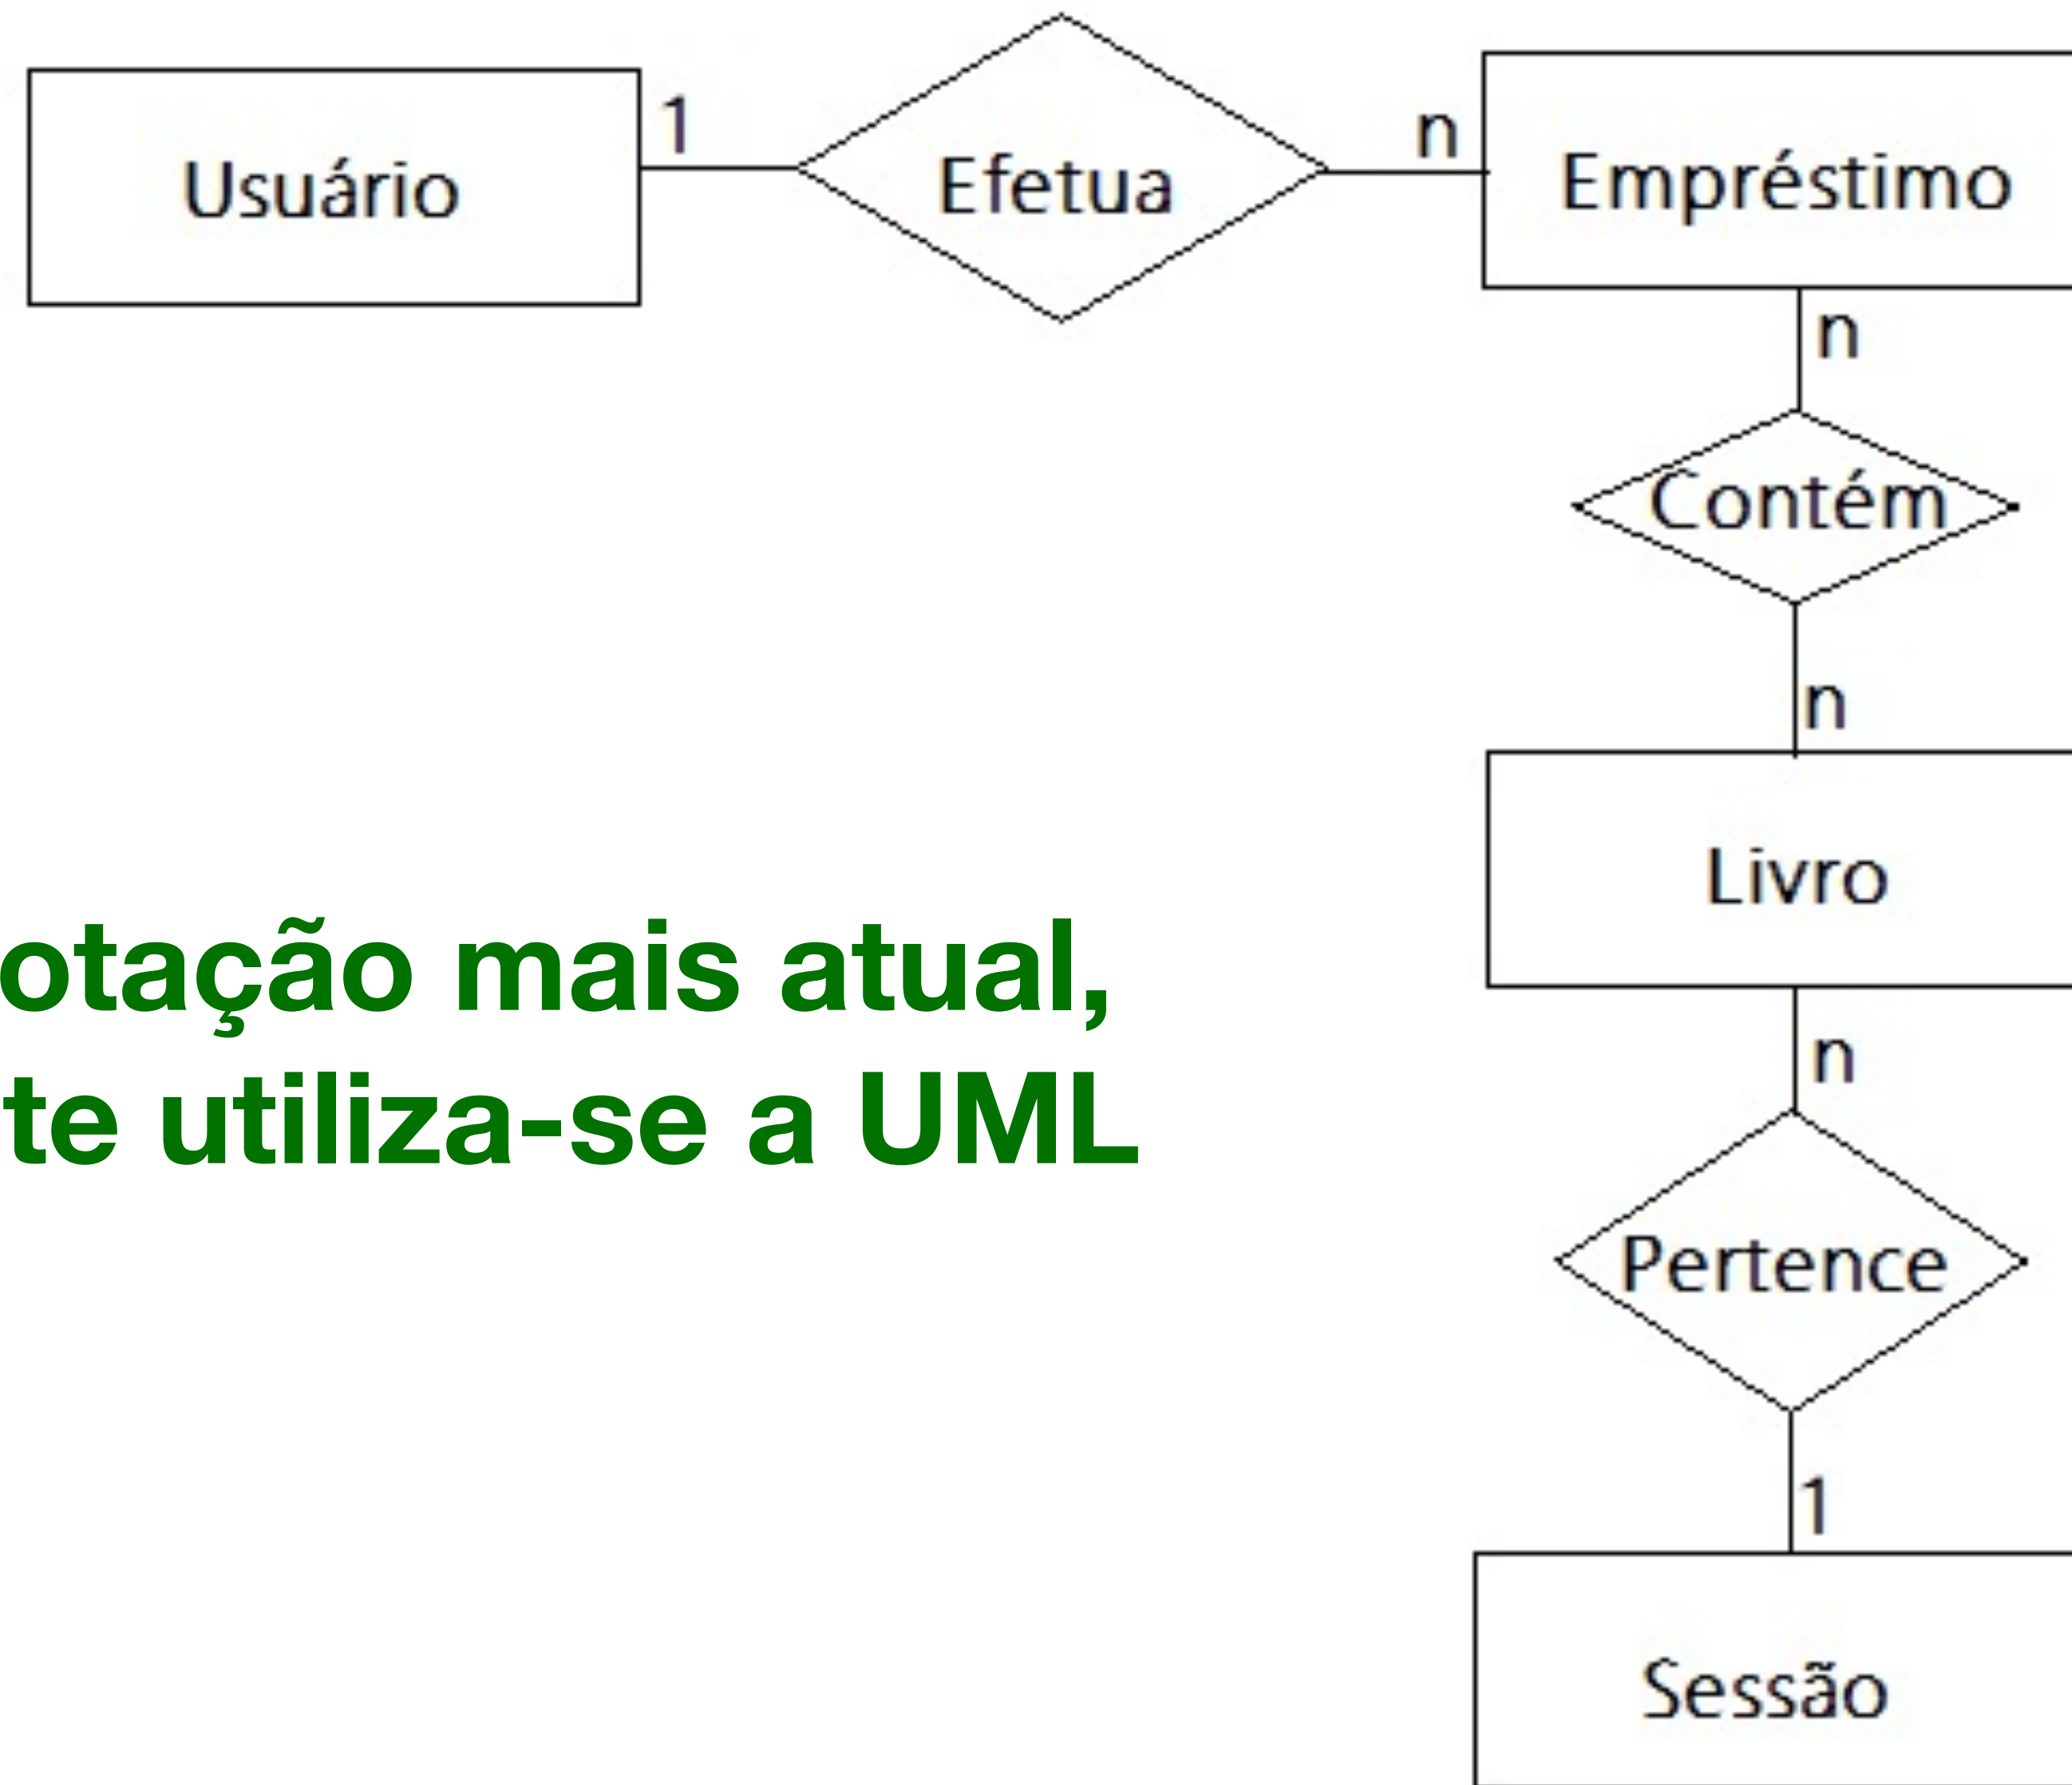 Usuário 1 Efetua n Empréstimo
n
Contém
n
Livro
otação mais atual,
n
te utiliza-se a UML
Pertence
1
Sessão